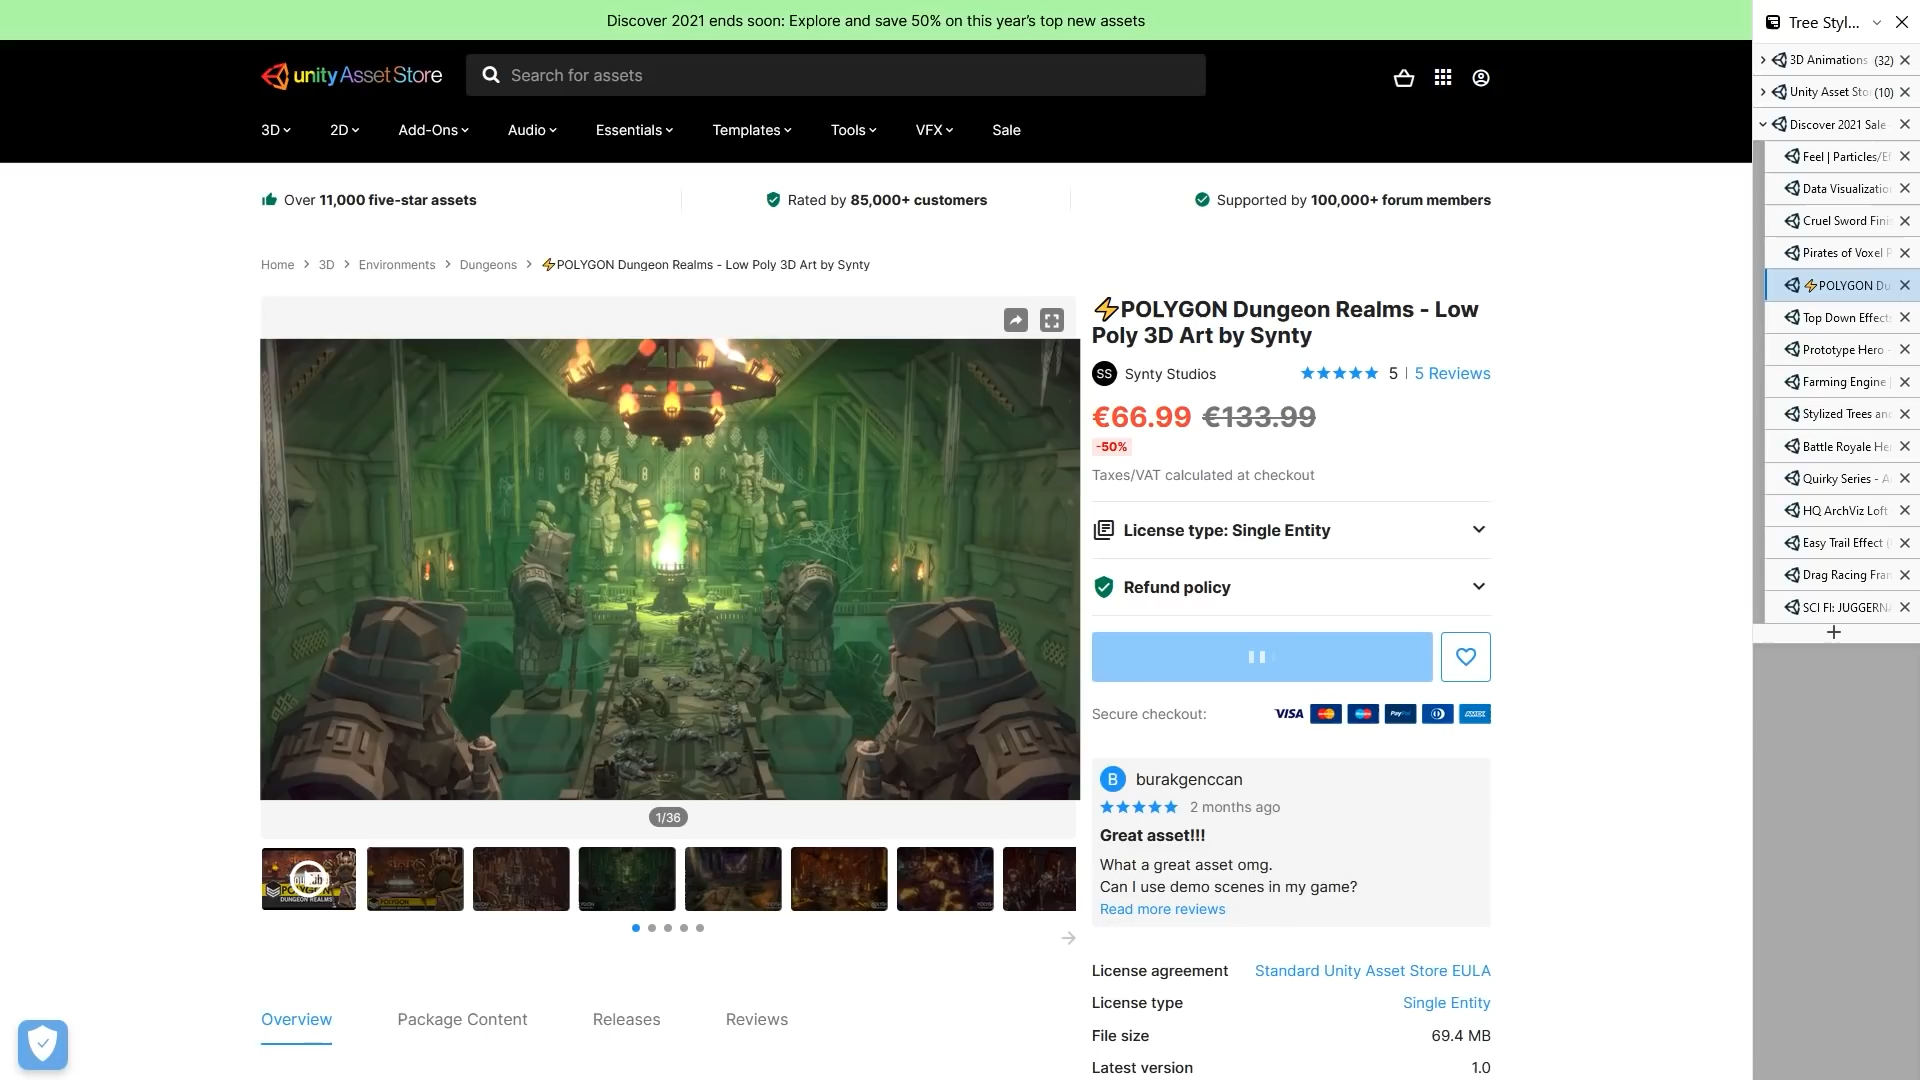 Discover 2021 ends soon: Explore and save 50% on this year's top new assets
Tree Styl...
unity Asset Store
Search for assets
3D
2D
Add-Ons
Audio
Essentials
Templates
Tools
VFX
Sale
Over 11,000 five-star assets
Rated by 85,000+ customers
Supported by 100,000+ forum members
Home > 3D > Environments > Dungeons > ⚡POLYGON Dungeon Realms - Low Poly 3D Art by Synty
1/36
POLYGON
DUNGEON REALMS
Overview
Package Content
Releases
Reviews
⚡POLYGON Dungeon Realms - Low
Poly 3D Art by Synty
SS Synty Studios
5 | 5 Reviews
€66.99 €133.99
-50%
Taxes/VAT calculated at checkout
License type: Single Entity
Refund policy
Secure checkout:
VISA
PayPal
AMEX
B burakgenccan
2 months ago
Great asset!!!
What a great asset omg.
Can I use demo scenes in my game?
Read more reviews
License agreement Standard Unity Asset Store EULA
License type Single Entity
File size 69.4 MB
Latest version 1.0
3D Animations (32)
Unity Asset Sto (10)
Discover 2021 Sale
Feel | Particles/Ef
Data Visualizatio
Cruel Sword Fini
Pirates of Voxel P
⚡POLYGON Du
Top Down Effect
Prototype Hero -
Farming Engine |
Stylized Trees and
Battle Royale He
Quirky Series - A
HQ ArchViz Loft
Easy Trail Effect (
Drag Racing Fra
SCI FI: JUGGERN